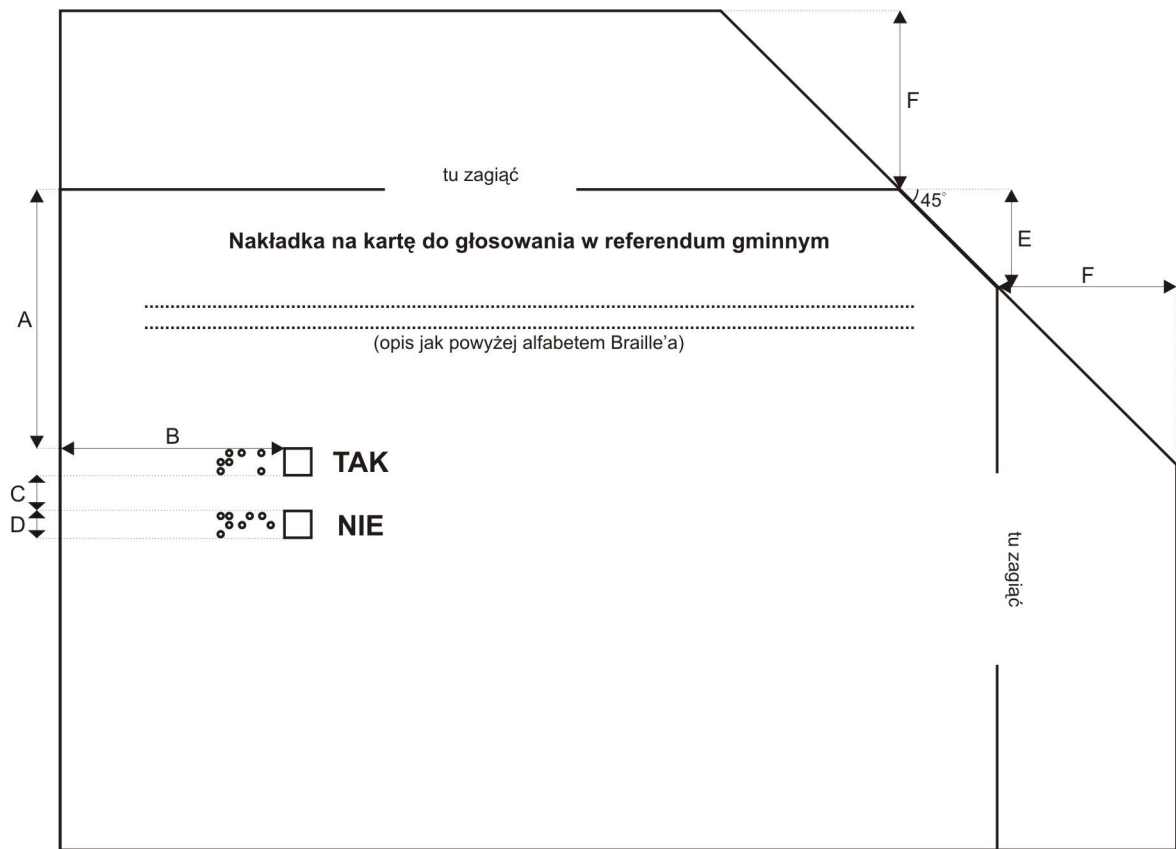 F
tu zagiąć
45°
Nakładka na kartę do głosowania w referendum gminnym
E
F
A
(opis jak powyżej alfabetem Braille'a)
B
TAK
C
D
NIE
tu zagiąć